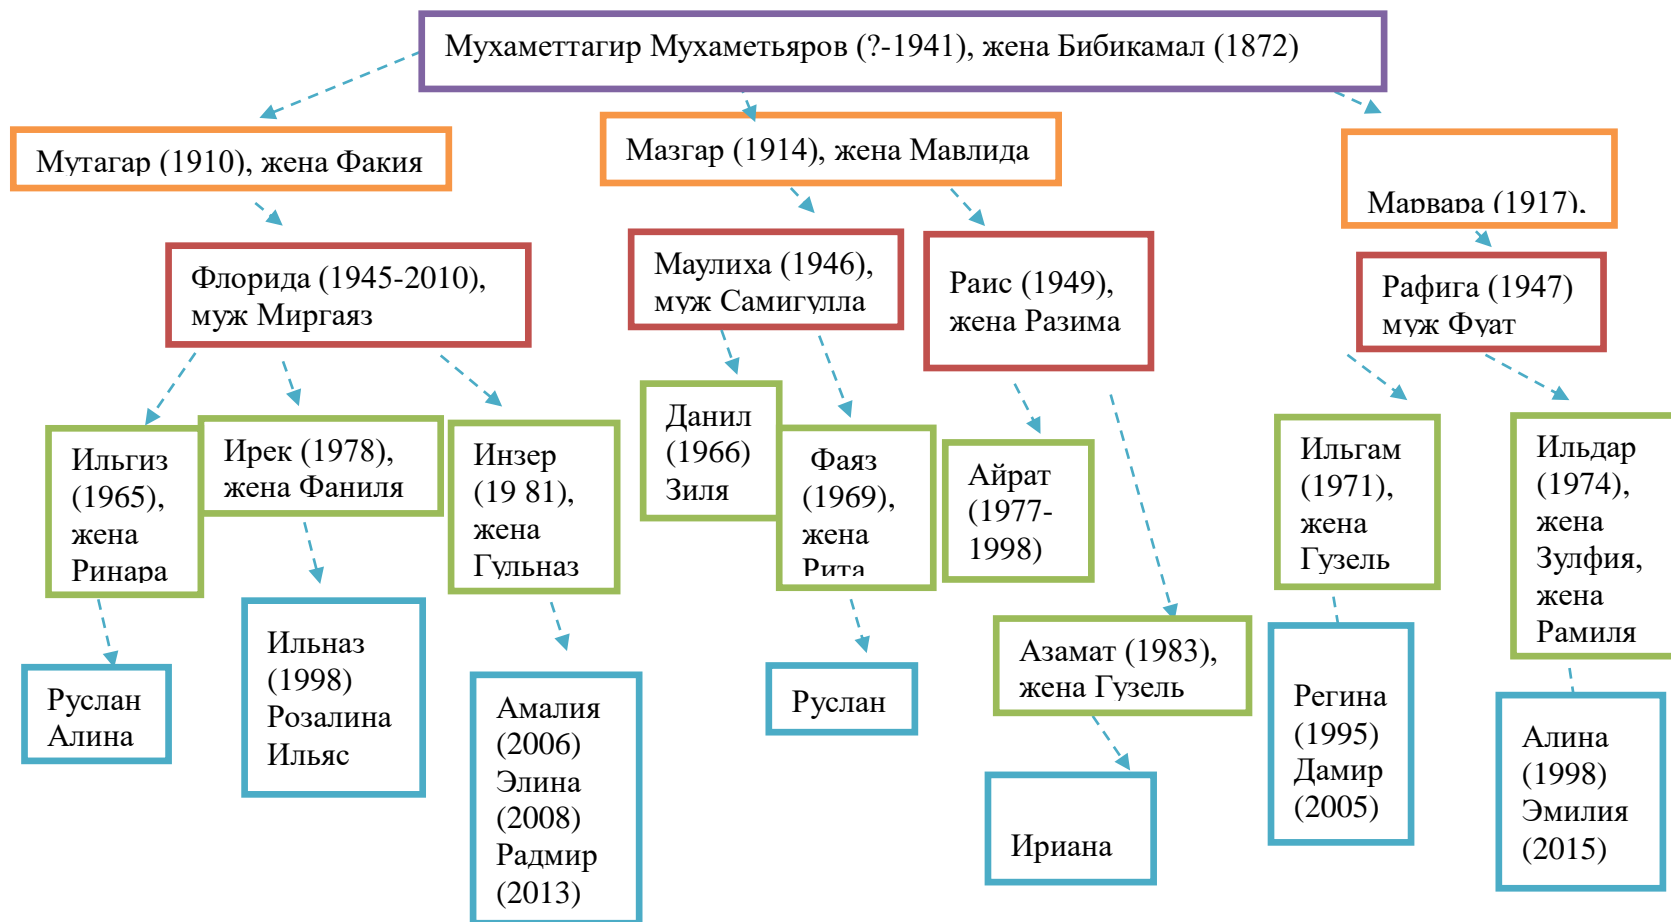 Мухаметтагир Мухаметьяров (?-1941), жена Бибикамал (1872)
Мутагар (1910), жена Факия
Мазгар (1914), жена Мавлида
Марвара (1917),
Флорида (1945-2010),
муж Миргаяз
Маулиха (1946),
муж Самигулла
Раис (1949),
жена Разима
Рафига (1947)
муж Фуат
Ильгиз
(1965),
жена
Ринара
Ирек (1978),
жена Фаниля
Инзер
(19 81),
жена
Гульназ
Данил
(1966)
Зиля
Фаяз
(1969),
жена
Рита
Айрат
(1977-
1998)
Азамат (1983),
жена Гузель
Ильгам
(1971),
жена
Гузель
Ильдар
(1974),
жена
Зулфия,
жена
Рамиля
Руслан
Алина
Ильназ
(1998)
Розалина
Ильяс
Амалия
(2006)
Элина
(2008)
Радмир
(2013)
Руслан
Ириана
Регина
(1995)
Дамир
(2005)
Алина
(1998)
Эмилия
(2015)